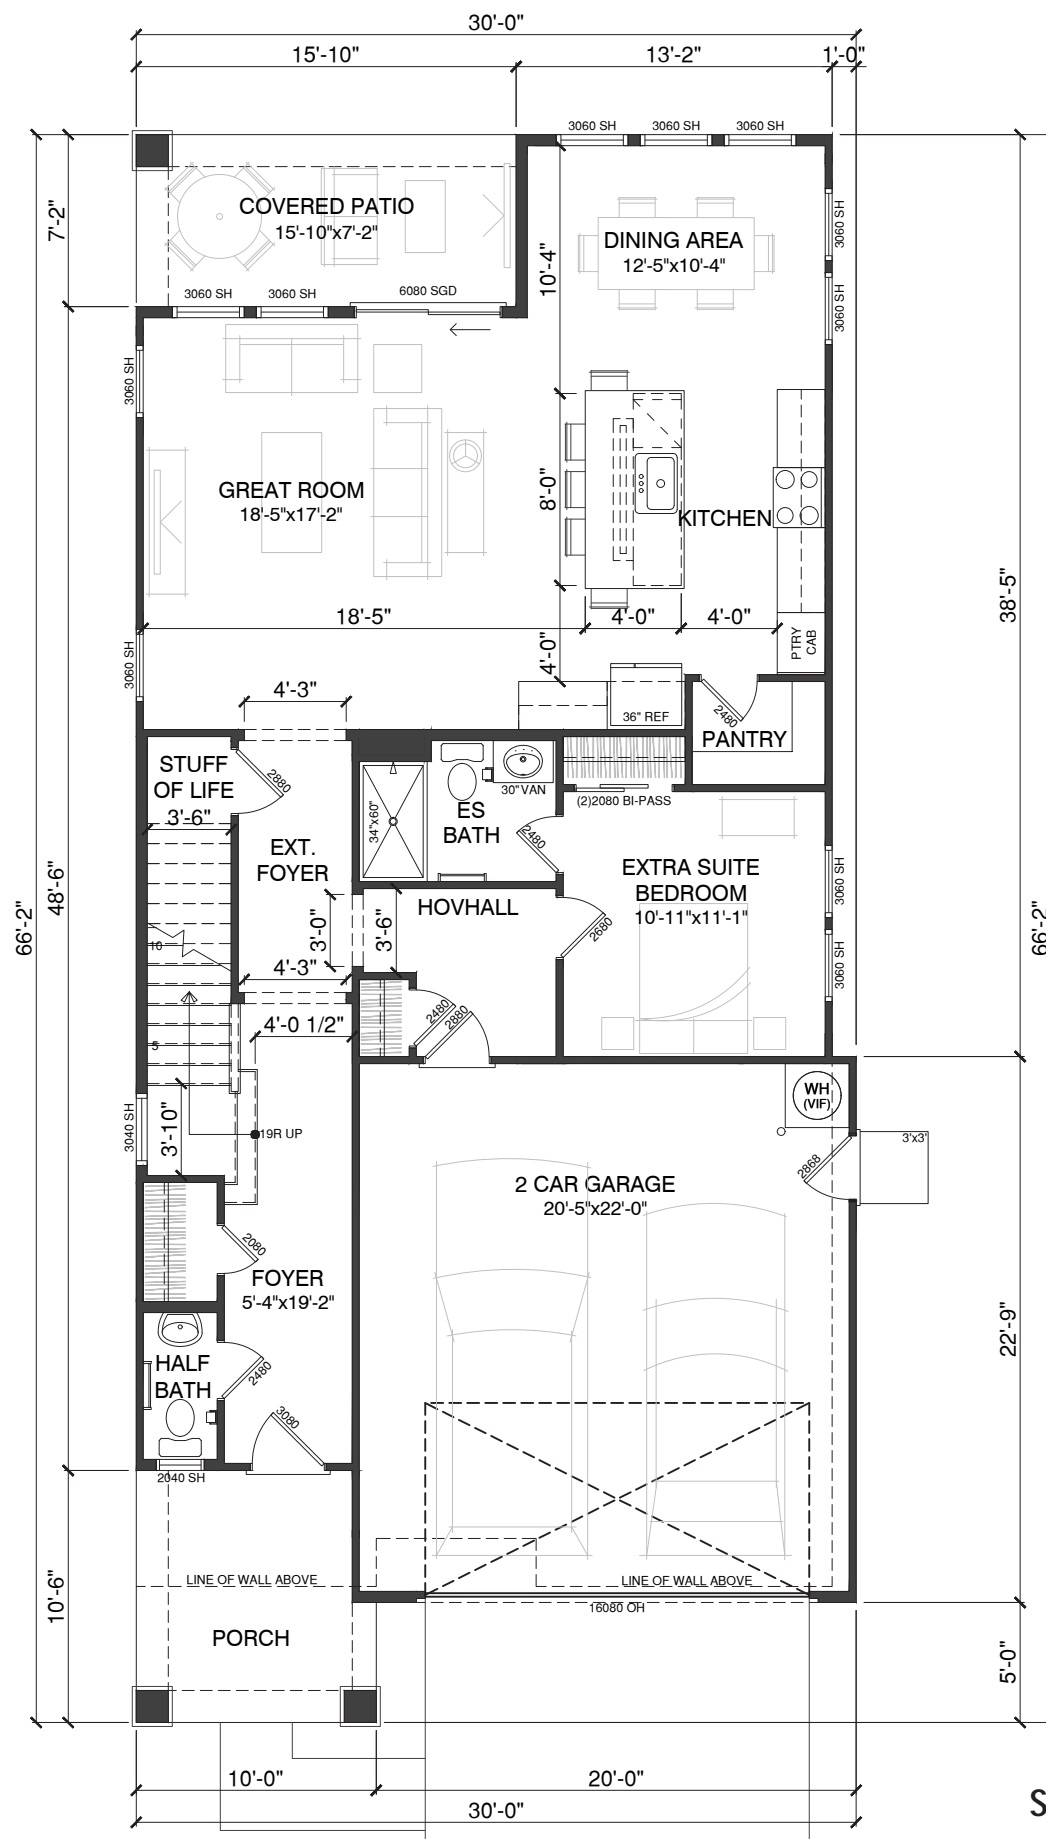 30'-0"
15'-10"
13'-2"
1'-0"
3060 SH
3060 SH
3060 SH
7'-2"
COVERED PATIO
15'-10"x7'-2"
DINING AREA
12'-5"x10'-4"
10'-4"
3060 SH
3060 SH
3060 SH
3060 SH
6080 SGD
3060 SH
GREAT ROOM
18'-5"x17'-2"
8'-0"
KITCHEN
38'-5"
18'-5"
4'-0"
4'-0"
4'-0"
PTRY
CAB
3060 SH
4'-3"
36" REF
2480
PANTRY
STUFF
OF LIFE
2880
3'-6"
30" VAN
34"x60"
ES
BATH
2480
(2)2080 BI-PASS
EXT.
FOYER
EXTRA SUITE
BEDROOM
10'-11"x11'-1"
3060 SH
3060 SH
HOVHALL
2680
3'-0"
3'-6"
66'-2"
48'-6"
66'-2"
10
4'-3"
4'-0 1/2"
2480
2880
5
3040 SH
3'-10"
19R UP
WH
(VIF)
3'x3'
2868
2 CAR GARAGE
20'-5"x22'-0"
2080
FOYER
5'-4"x19'-2"
22'-9"
HALF
BATH
2480
3080
2040 SH
LINE OF WALL ABOVE
LINE OF WALL ABOVE
16080 OH
10'-6"
PORCH
5'-0"
10'-0"
20'-0"
30'-0"
S